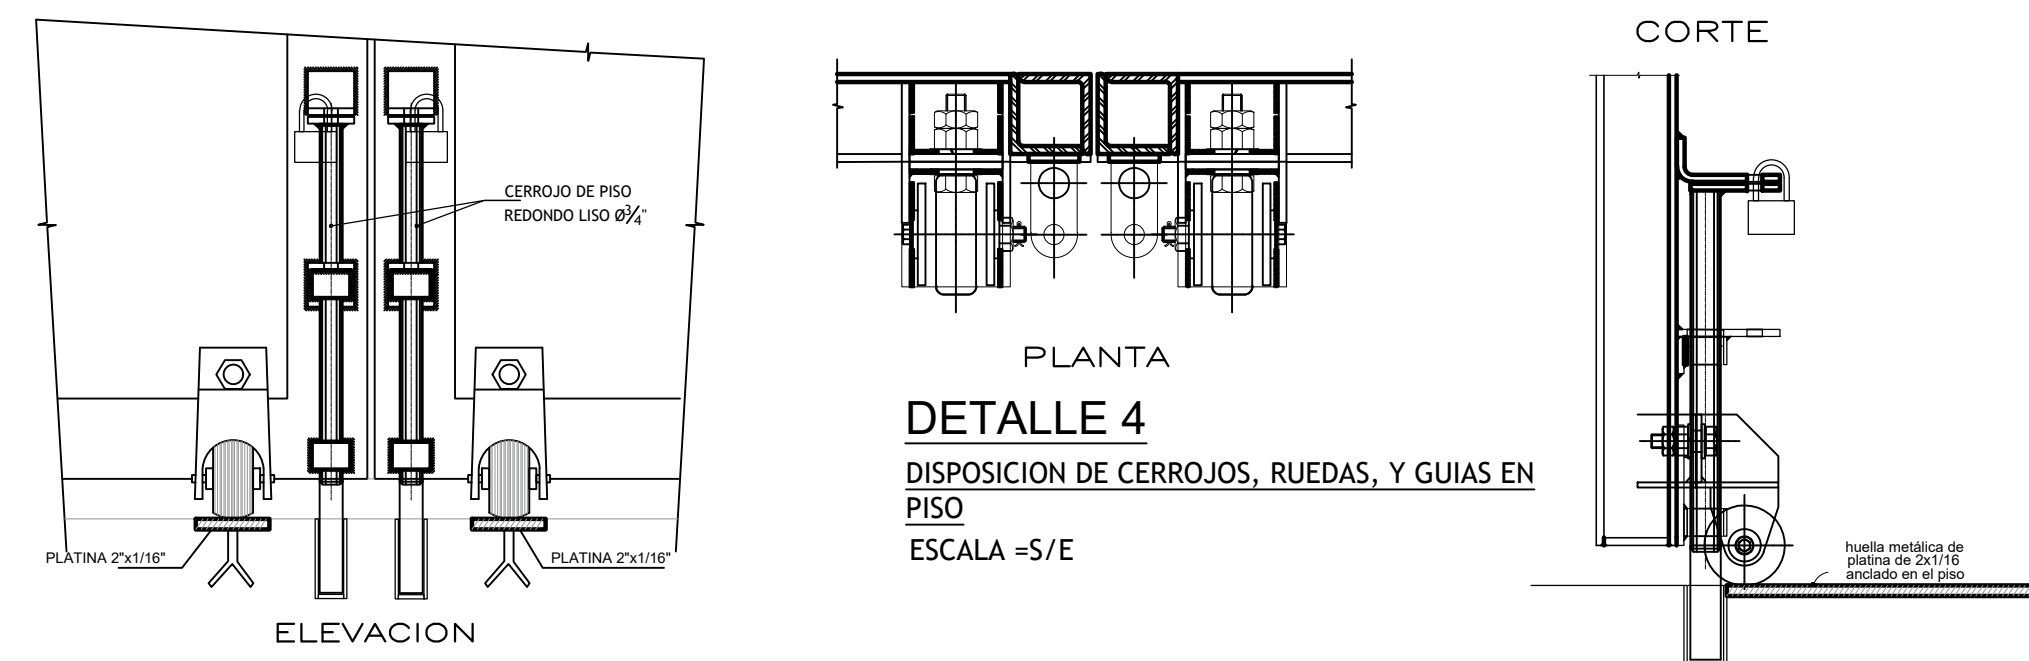 CORTE
CERROJO DE PISO
REDONDO LISO Ø3/4"
PLANTA
DETALLE 4
DISPOSICION DE CERROJOS, RUEDAS, Y GUIAS EN
PISO
ESCALA =S/E
PLATINA 2"x1/16"
PLATINA 2"x1/16"
huella metálica de
platina de 2x1/16
anclado en el piso
ELEVACION